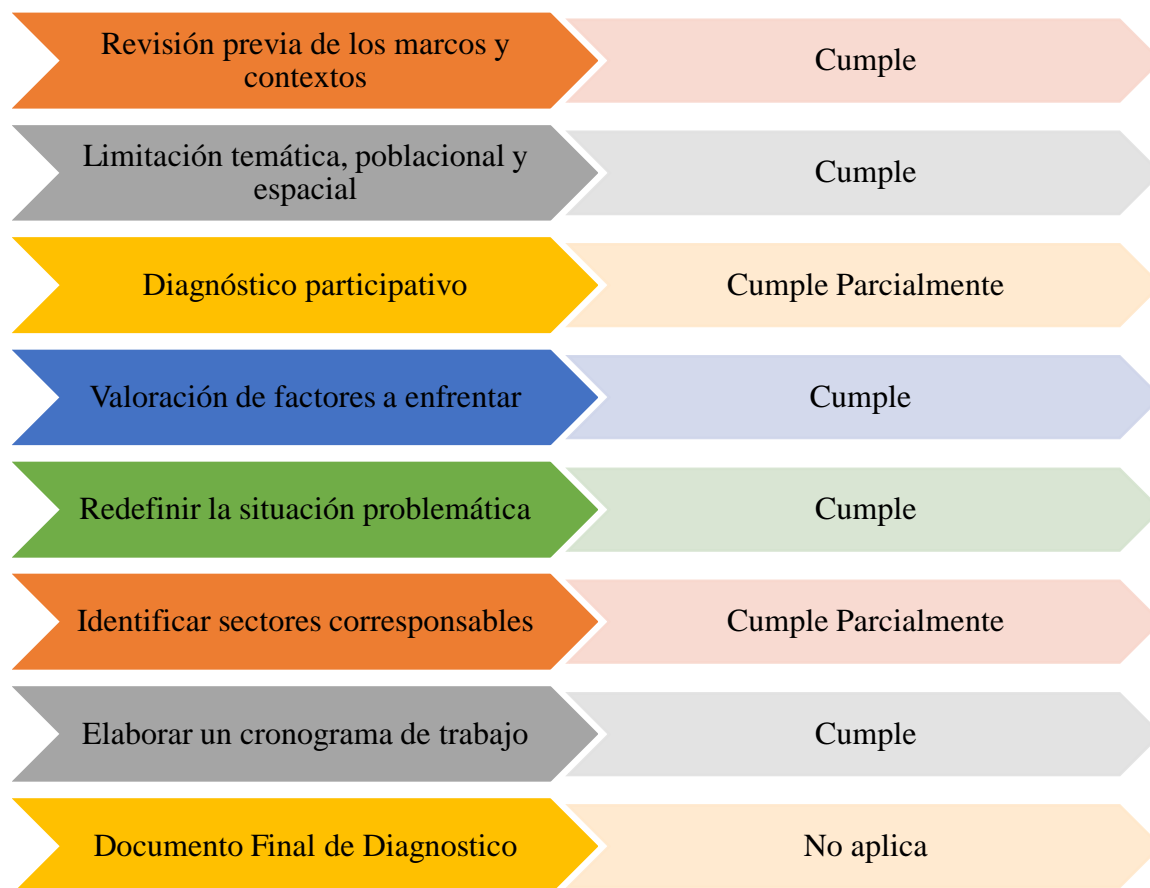 Revisión previa de los marcos y
contextos
Cumple
Limitación temática, poblacional y
espacial
Cumple
Diagnóstico participativo
Cumple Parcialmente
Valoración de factores a enfrentar
Cumple
Redefinir la situación problemática
Cumple
Identificar sectores corresponsables
Cumple Parcialmente
Elaborar un cronograma de trabajo
Cumple
Documento Final de Diagnostico
No aplica